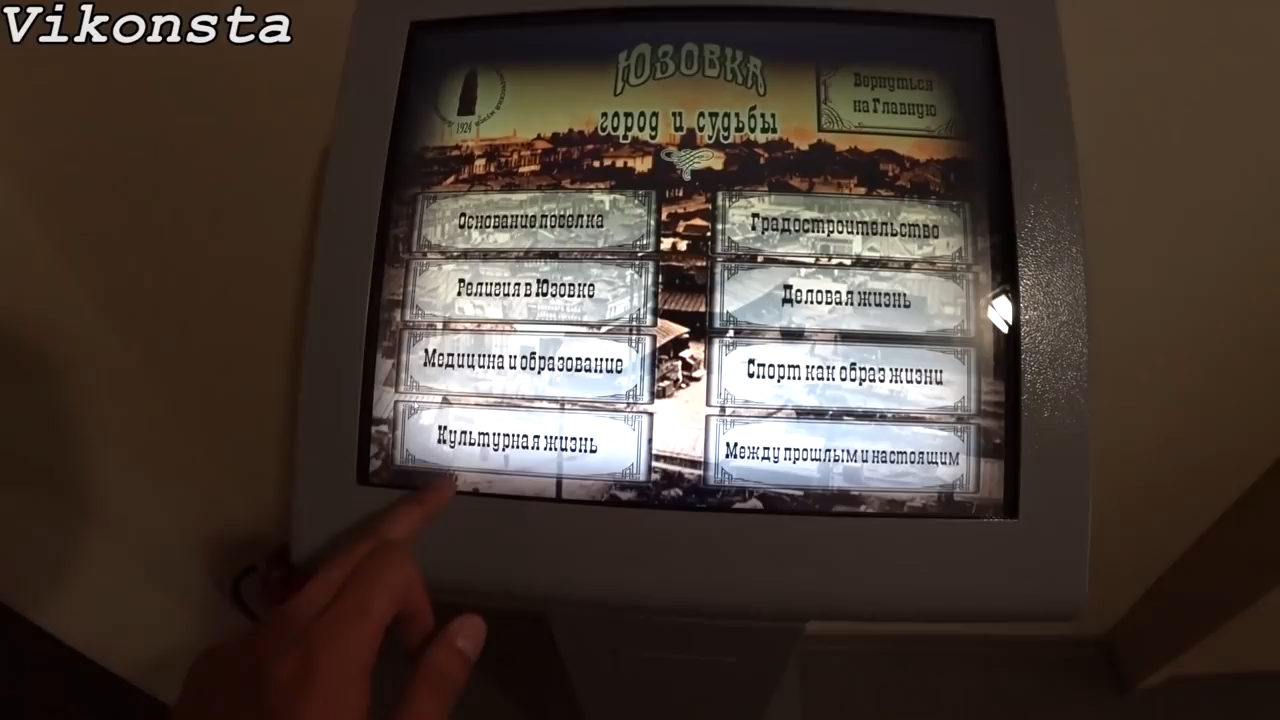 Vikonsta
ЮЗОВКА
город и судьбы
1924
Вернуться
на Главную
Основание поселка
Градостроительство
Религия в Юзовке
Деловая жизнь
Медицина и образование
Спорт как образ жизни
Культурная жизнь
Между прошлым и настоящим